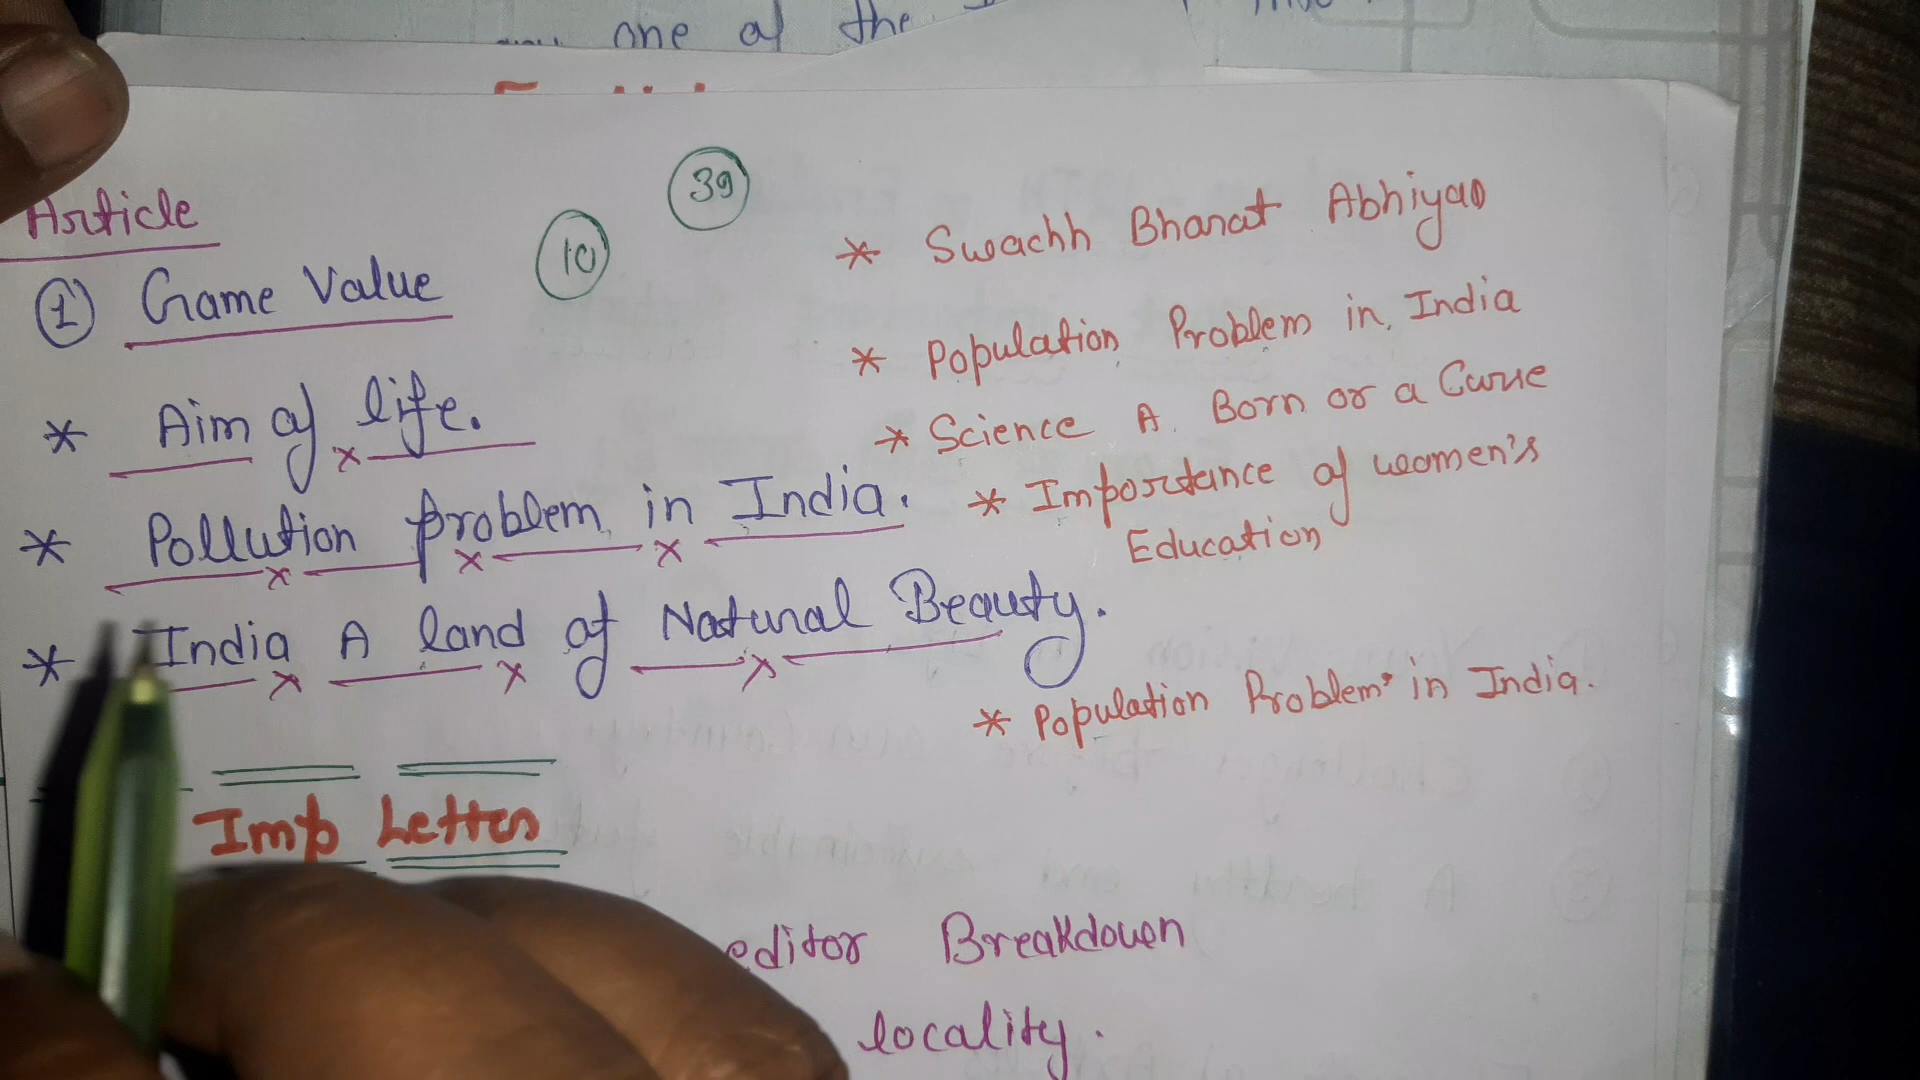 one of the
Article
39
10
① Game Value
* Aim of life.
* Pollution problem in India.
* India A land of Natural Beauty.
* Swachh Bharat Abhiyan
* Population Problem in India
* Science A Born or a Curse
* Importance of women's
Education
* Population Problem in India.
Imp Letter
editor Breakdown
locality.